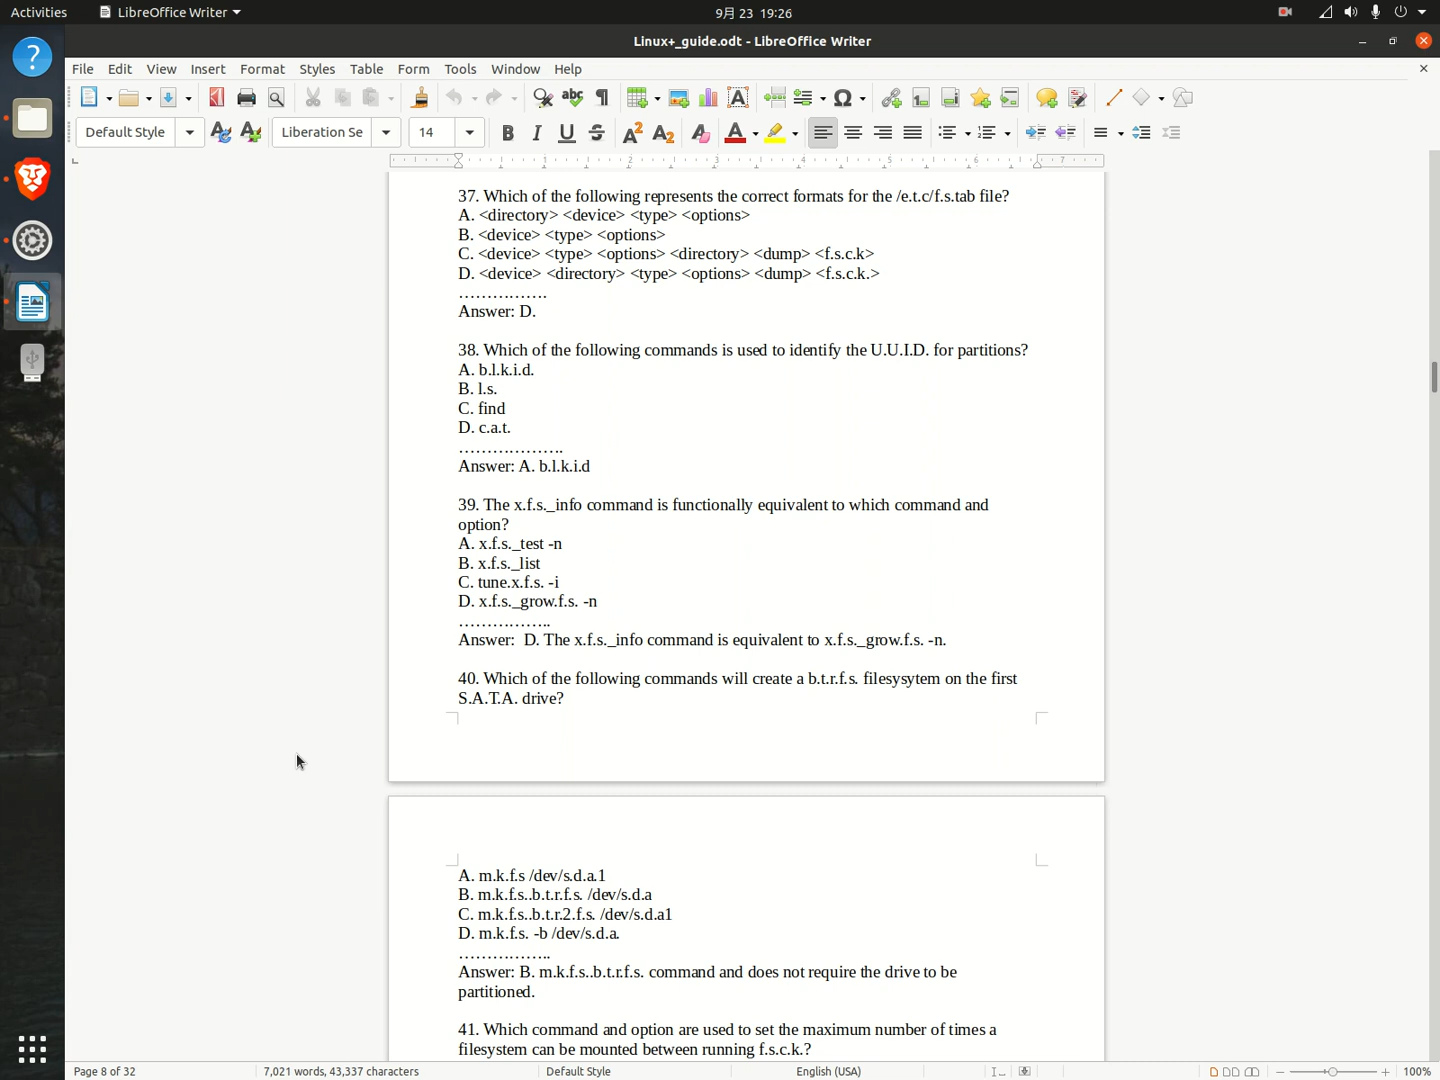 Activities
LibreOffice Writer
9月 23 19:26
Linux+_guide.odt - LibreOffice Writer
File Edit View Insert Format Styles Table Form Tools Window Help
Default Style
Liberation Se
14
1 2 3 4 5 6 7
37. Which of the following represents the correct formats for the /e.t.c/f.s.tab file?
A. <directory> <device> <type> <options>
B. <device> <type> <options>
C. <device> <type> <options> <directory> <dump> <f.s.c.k>
D. <device> <directory> <type> <options> <dump> <f.s.c.k.>
…………….
Answer: D.
38. Which of the following commands is used to identify the U.U.I.D. for partitions?
A. b.l.k.i.d.
B. l.s.
C. find
D. c.a.t.
………………..
Answer: A. b.l.k.i.d
39. The x.f.s._info command is functionally equivalent to which command and
option?
A. x.f.s._test -n
B. x.f.s._list
C. tune.x.f.s. -i
D. x.f.s._grow.f.s. -n
……………..
Answer:  D. The x.f.s._info command is equivalent to x.f.s._grow.f.s. -n.
40. Which of the following commands will create a b.t.r.f.s. filesysytem on the first
S.A.T.A. drive?
A. m.k.f.s /dev/s.d.a.1
B. m.k.f.s..b.t.r.f.s. /dev/s.d.a
C. m.k.f.s..b.t.r.2.f.s. /dev/s.d.a1
D. m.k.f.s. -b /dev/s.d.a.
……………..
Answer: B. m.k.f.s..b.t.r.f.s. command and does not require the drive to be
partitioned.
41. Which command and option are used to set the maximum number of times a
filesystem can be mounted between running f.s.c.k.?
Page 8 of 32
7,021 words, 43,337 characters
Default Style
English (USA)
100%